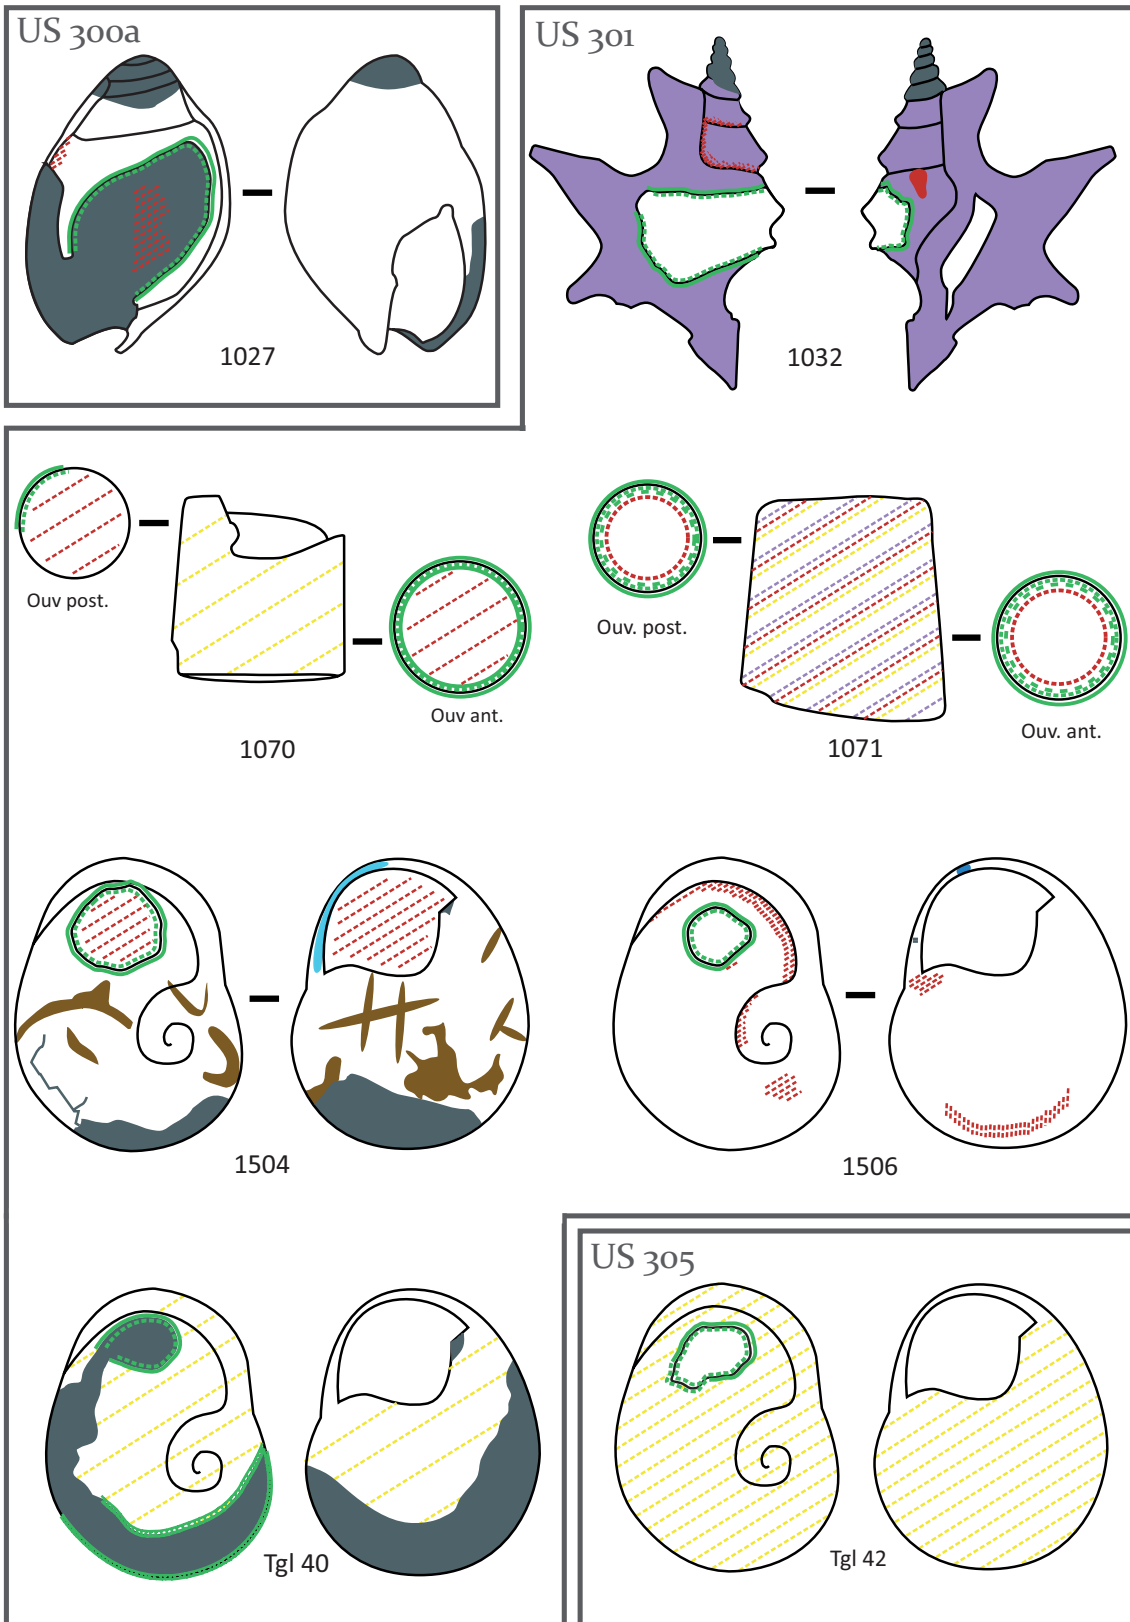 US 300a
US 301
1027
1032
Ouv post.
Ouv ant.
1070
Ouv. post.
Ouv. ant.
1071
1504
1506
US 305
Tgl 40
Tgl 42